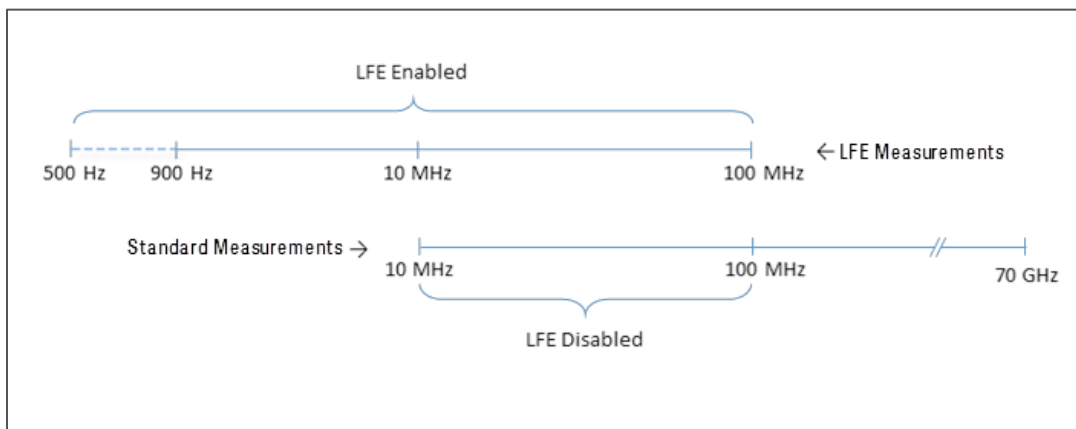 LFE Enabled
500 Hz 900 Hz 10 MHz 100 MHz ← LFE Measurements
Standard Measurements →
10 MHz 100 MHz 70 GHz
LFE Disabled